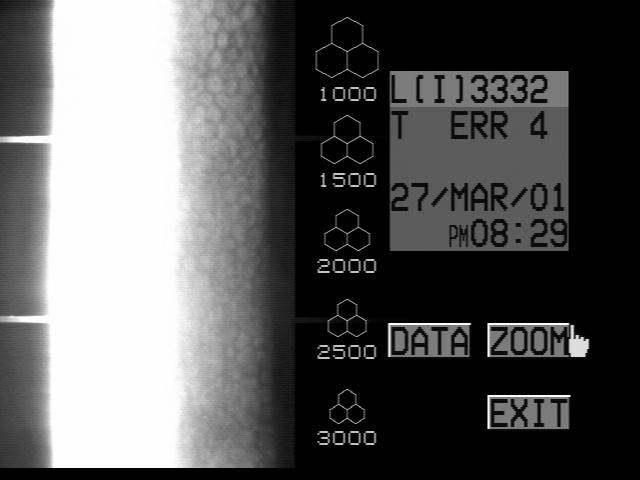 1000
1500
2000
2500
3000
L(I)3332
T ERR 4
27/MAR/01
PM08:29
DATA ZOOM
EXIT